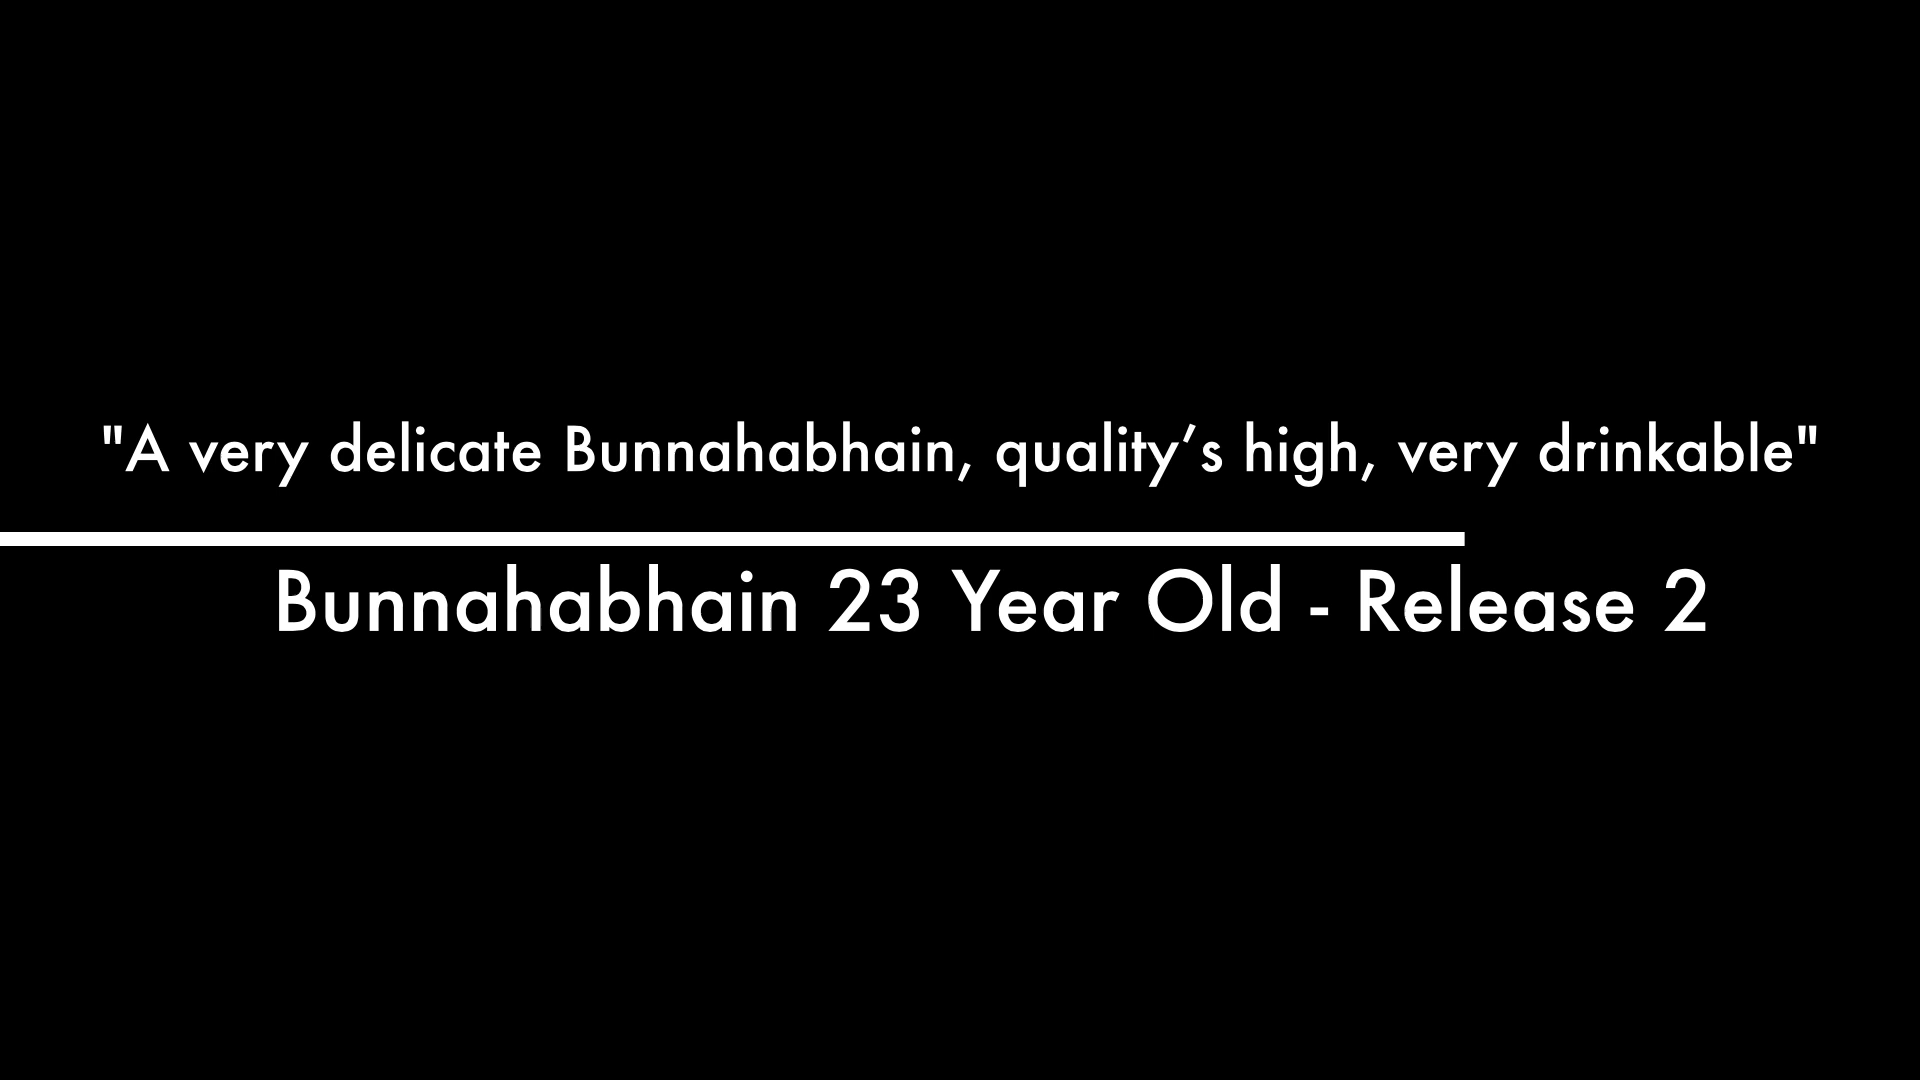 "A very delicate Bunnahabhain, quality’s high, very drinkable"
Bunnahabhain 23 Year Old - Release 2